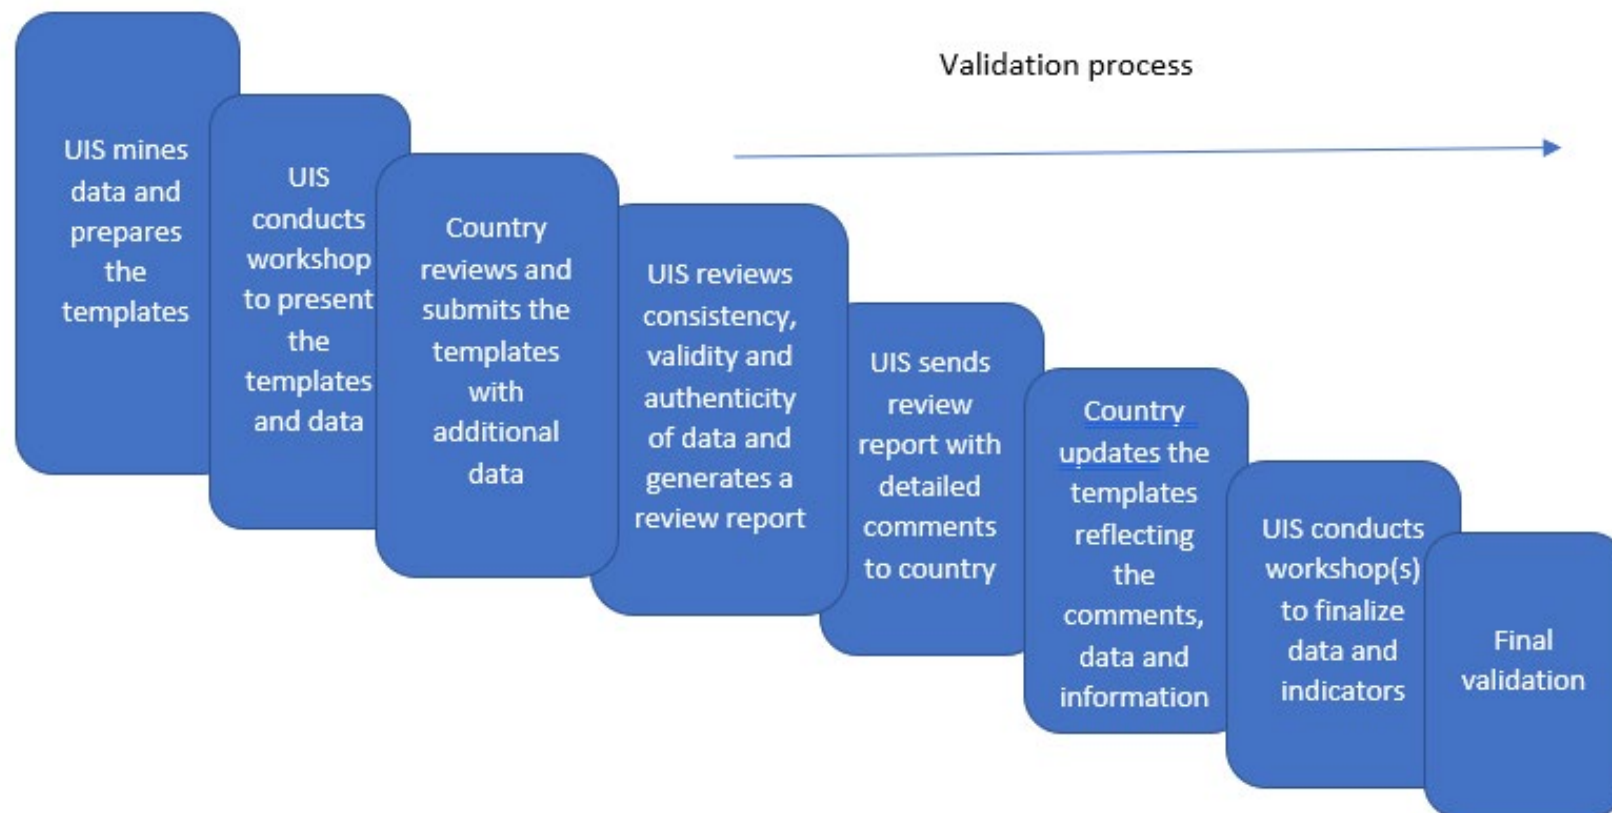 Validation process
UIS mines
data and
prepares
the
templates
UIS
conducts
workshop
to present
the
templates
and data
Country
reviews and
submits the
templates
with
additional
data
UIS reviews
consistency,
validity and
authenticity
of data and
generates a
review report
UIS sends
review
report with
detailed
comments
to country
Country
updates the
templates
reflecting
the
comments,
data and
information
UIS conducts
workshop(s)
to finalize
data and
indicators
Final
validation